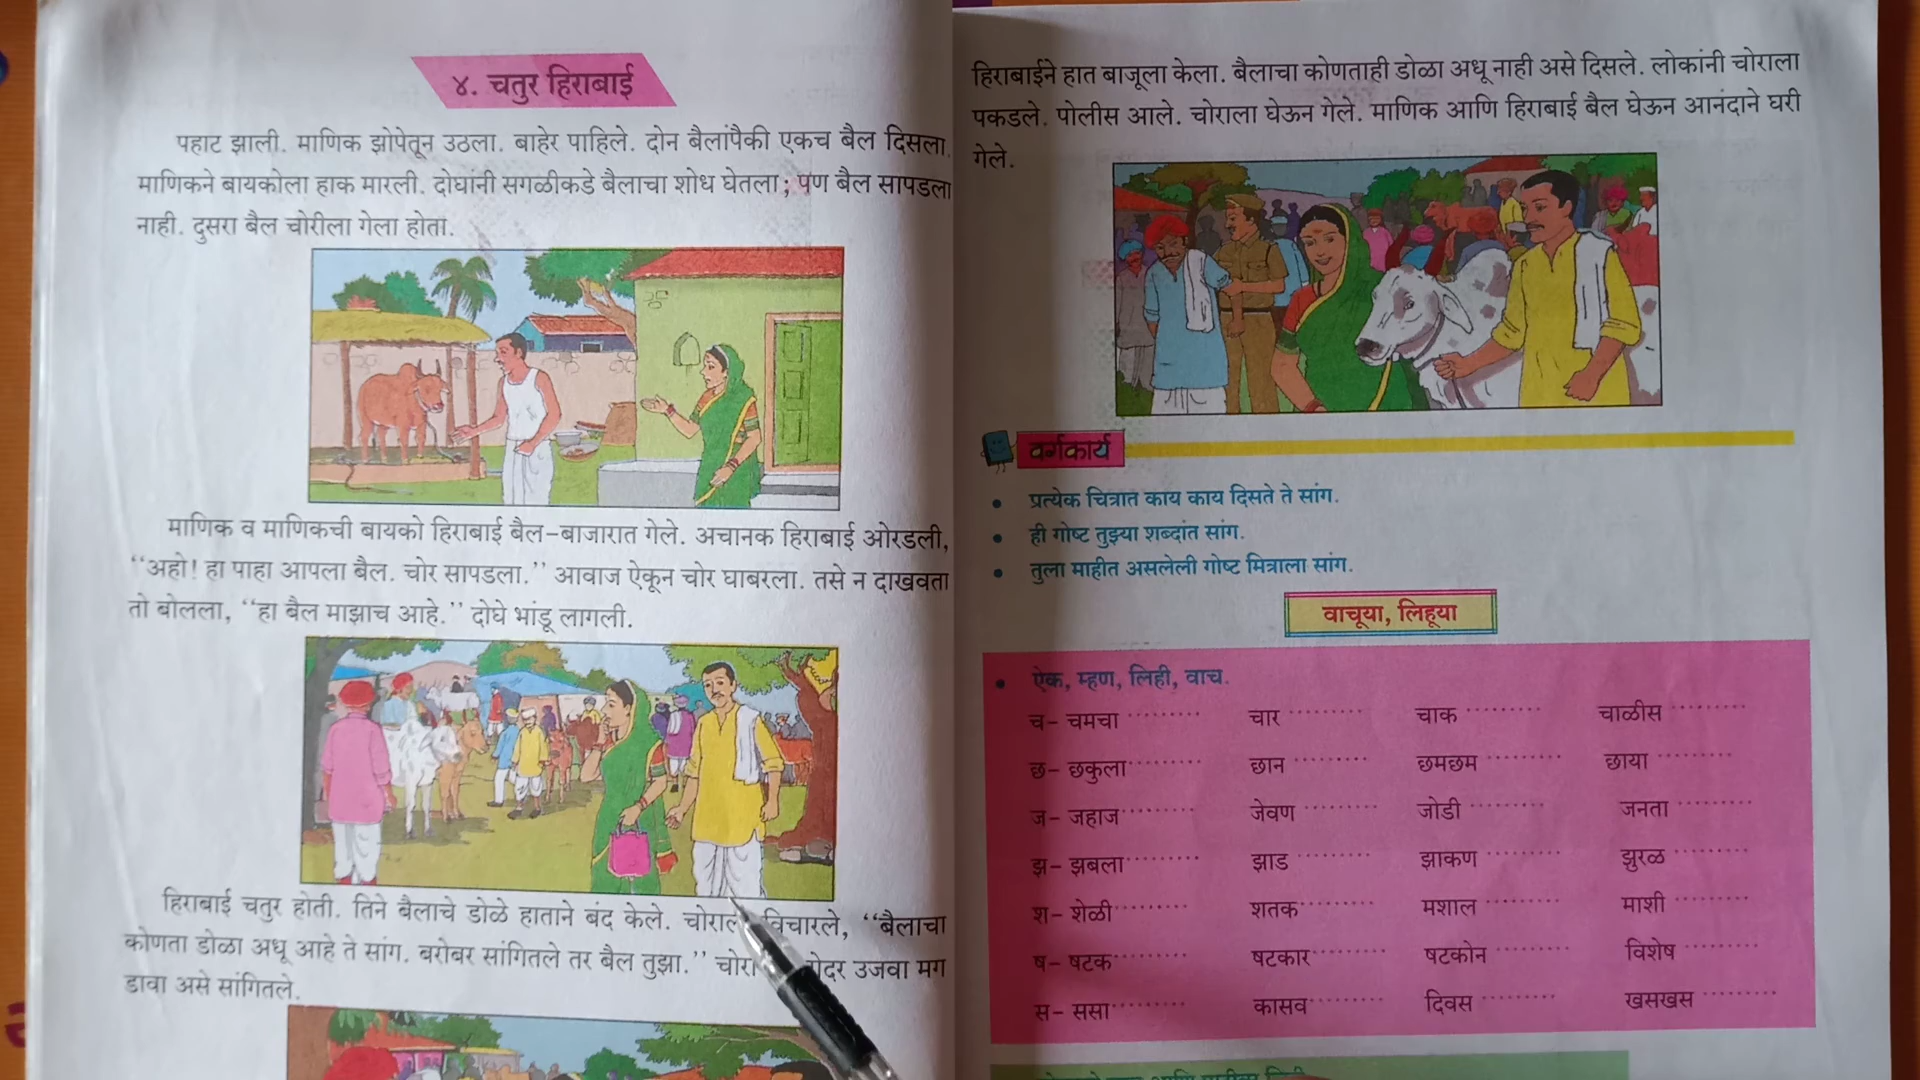 ४. चतुर हिराबाई
पहाट झाली. माणिक झोपेतून उठला. बाहेर पाहिले. दोन बैलांपैकी एकच बैल दिसला.
माणिकने बायकोला हाक मारली. दोघांनी सगळीकडे बैलाचा शोध घेतला; पण बैल सापडला
नाही. दुसरा बैल चोरीला गेला होता.
माणिक व माणिकची बायको हिराबाई बैल-बाजारात गेले. अचानक हिराबाई ओरडली,
“अहो! हा पाहा आपला बैल. चोर सापडला.” आवाज ऐकून चोर घाबरला. तसे न दाखवता
तो बोलला, “हा बैल माझाच आहे.” दोघे भांडू लागली.
हिराबाई चतुर होती. तिने बैलाचे डोळे हाताने बंद केले. विचारले, “बैलाचा
कोणता डोळा अधू आहे ते सांग. बरोबर सांगितले तर बैल तुझा.” उजवा मग
डावा असे सांगितले.
हिराबाईने हात बाजूला केला. बैलाचा कोणताही डोळा अधू नाही असे दिसले. लोकांनी चोराला
पकडले. पोलीस आले. चोराला घेऊन गेले. माणिक आणि हिराबाई बैल घेऊन आनंदाने घरी
गेले.
वर्गकार्य
• प्रत्येक चित्रात काय काय दिसते ते सांग.
• ही गोष्ट तुझ्या शब्दांत सांग.
• तुला माहीत असलेली गोष्ट मित्राला सांग.
वाचूया, लिहूया
• ऐक, म्हण, लिही, वाच.
च- चमचा .......... चार .......... चाक .......... चाळीस ..........
छ- छकुला .......... छान .......... छमछम .......... छाया ..........
ज- जहाज .......... जेवण .......... जोडी .......... जनता ..........
झ- झबला .......... झाड .......... झाकण .......... झुरळ ..........
श- शेळी .......... शतक .......... मशाल .......... माशी ..........
ष- षटक .......... षटकार .......... षटकोन .......... विशेष ..........
स- ससा .......... कासव .......... दिवस .......... खसखस ..........